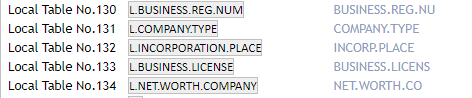 Local Table No.130 L.BUSINESS.REG.NUM BUSINESS.REG.NU
Local Table No.131 L.COMPANY.TYPE COMPANY.TYPE
Local Table No.132 L.INCORPORATION.PLACE INCORP.PLACE
Local Table No.133 L.BUSINESS.LICENSE BUSINESS.LICENS
Local Table No.134 L.NET.WORTH.COMPANY NET.WORTH.CO